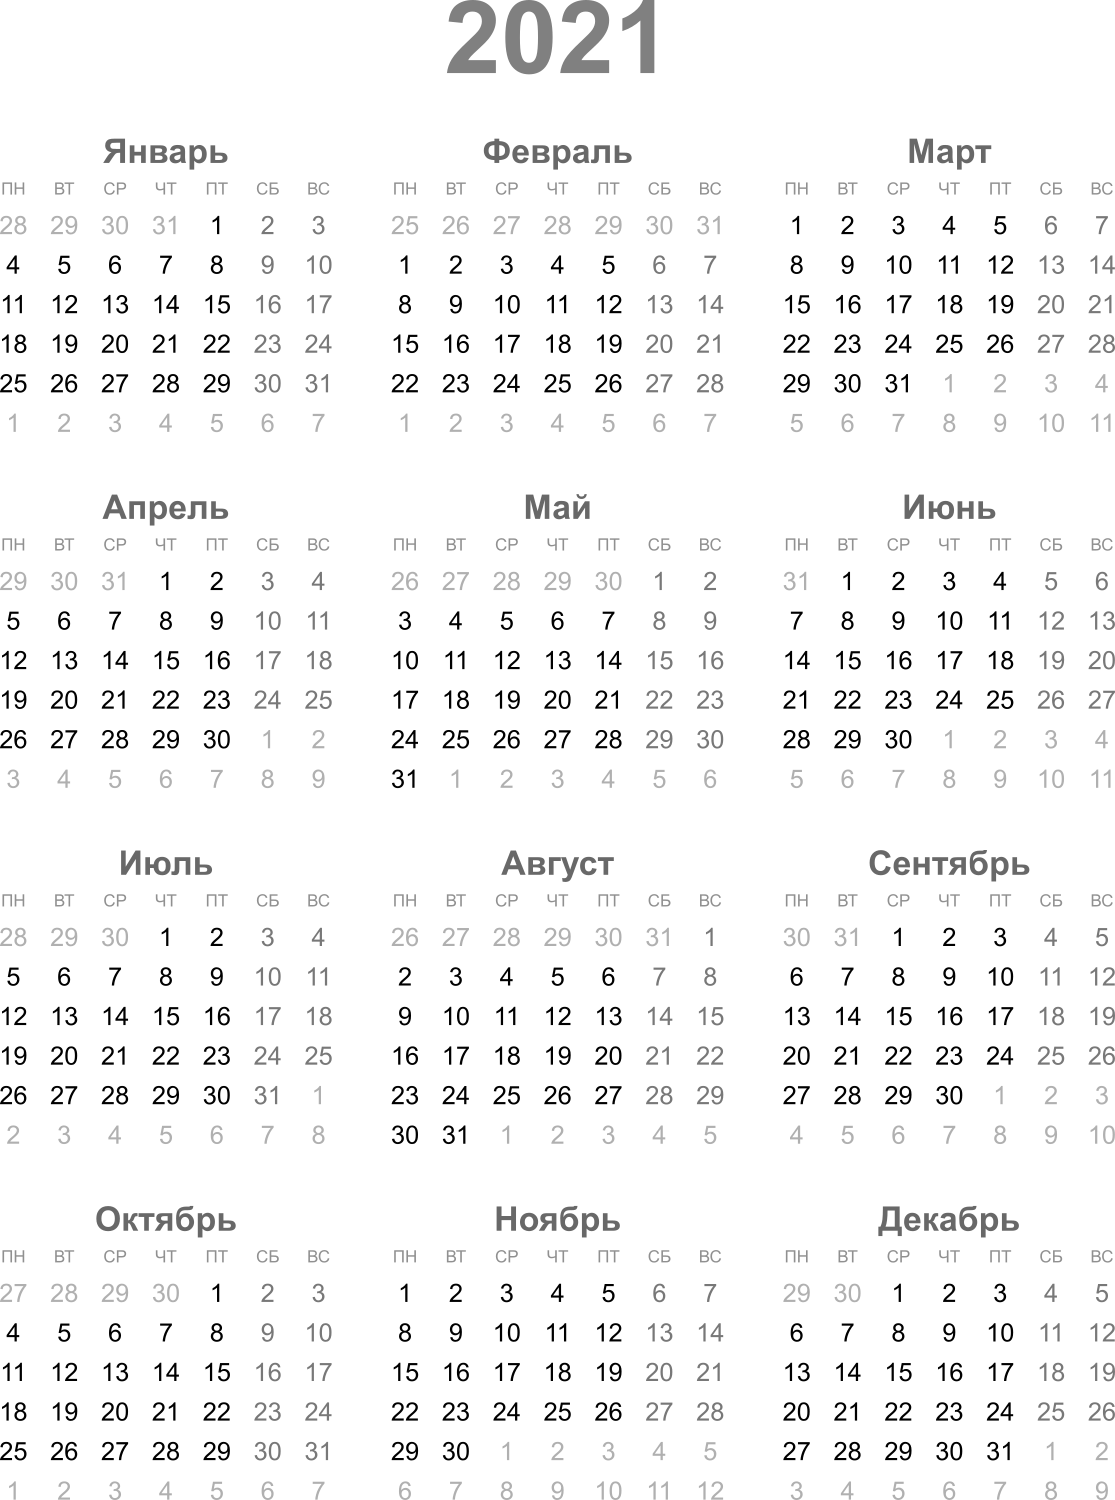 2021
Январь Февраль Март
ПН ВТ СР ЧТ ПТ СБ ВС ПН ВТ СР ЧТ ПТ СБ ВС ПН ВТ СР ЧТ ПТ СБ ВС
28 29 30 31 1 2 3 25 26 27 28 29 30 31 1 2 3 4 5 6 7
4 5 6 7 8 9 10 1 2 3 4 5 6 7 8 9 10 11 12 13 14
11 12 13 14 15 16 17 8 9 10 11 12 13 14 15 16 17 18 19 20 21
18 19 20 21 22 23 24 15 16 17 18 19 20 21 22 23 24 25 26 27 28
25 26 27 28 29 30 31 22 23 24 25 26 27 28 29 30 31 1 2 3 4
1 2 3 4 5 6 7 1 2 3 4 5 6 7 5 6 7 8 9 10 11
Апрель Май Июнь
ПН ВТ СР ЧТ ПТ СБ ВС ПН ВТ СР ЧТ ПТ СБ ВС ПН ВТ СР ЧТ ПТ СБ ВС
29 30 31 1 2 3 4 26 27 28 29 30 1 2 31 1 2 3 4 5 6
5 6 7 8 9 10 11 3 4 5 6 7 8 9 7 8 9 10 11 12 13
12 13 14 15 16 17 18 10 11 12 13 14 15 16 14 15 16 17 18 19 20
19 20 21 22 23 24 25 17 18 19 20 21 22 23 21 22 23 24 25 26 27
26 27 28 29 30 1 2 24 25 26 27 28 29 30 28 29 30 1 2 3 4
3 4 5 6 7 8 9 31 1 2 3 4 5 6 5 6 7 8 9 10 11
Июль Август Сентябрь
ПН ВТ СР ЧТ ПТ СБ ВС ПН ВТ СР ЧТ ПТ СБ ВС ПН ВТ СР ЧТ ПТ СБ ВС
28 29 30 1 2 3 4 26 27 28 29 30 31 1 30 31 1 2 3 4 5
5 6 7 8 9 10 11 2 3 4 5 6 7 8 6 7 8 9 10 11 12
12 13 14 15 16 17 18 9 10 11 12 13 14 15 13 14 15 16 17 18 19
19 20 21 22 23 24 25 16 17 18 19 20 21 22 20 21 22 23 24 25 26
26 27 28 29 30 31 1 23 24 25 26 27 28 29 27 28 29 30 1 2 3
2 3 4 5 6 7 8 30 31 1 2 3 4 5 4 5 6 7 8 9 10
Октябрь Ноябрь Декабрь
ПН ВТ СР ЧТ ПТ СБ ВС ПН ВТ СР ЧТ ПТ СБ ВС ПН ВТ СР ЧТ ПТ СБ ВС
27 28 29 30 1 2 3 1 2 3 4 5 6 7 29 30 1 2 3 4 5
4 5 6 7 8 9 10 8 9 10 11 12 13 14 6 7 8 9 10 11 12
11 12 13 14 15 16 17 15 16 17 18 19 20 21 13 14 15 16 17 18 19
18 19 20 21 22 23 24 22 23 24 25 26 27 28 20 21 22 23 24 25 26
25 26 27 28 29 30 31 29 30 1 2 3 4 5 27 28 29 30 31 1 2
1 2 3 4 5 6 7 6 7 8 9 10 11 12 3 4 5 6 7 8 9